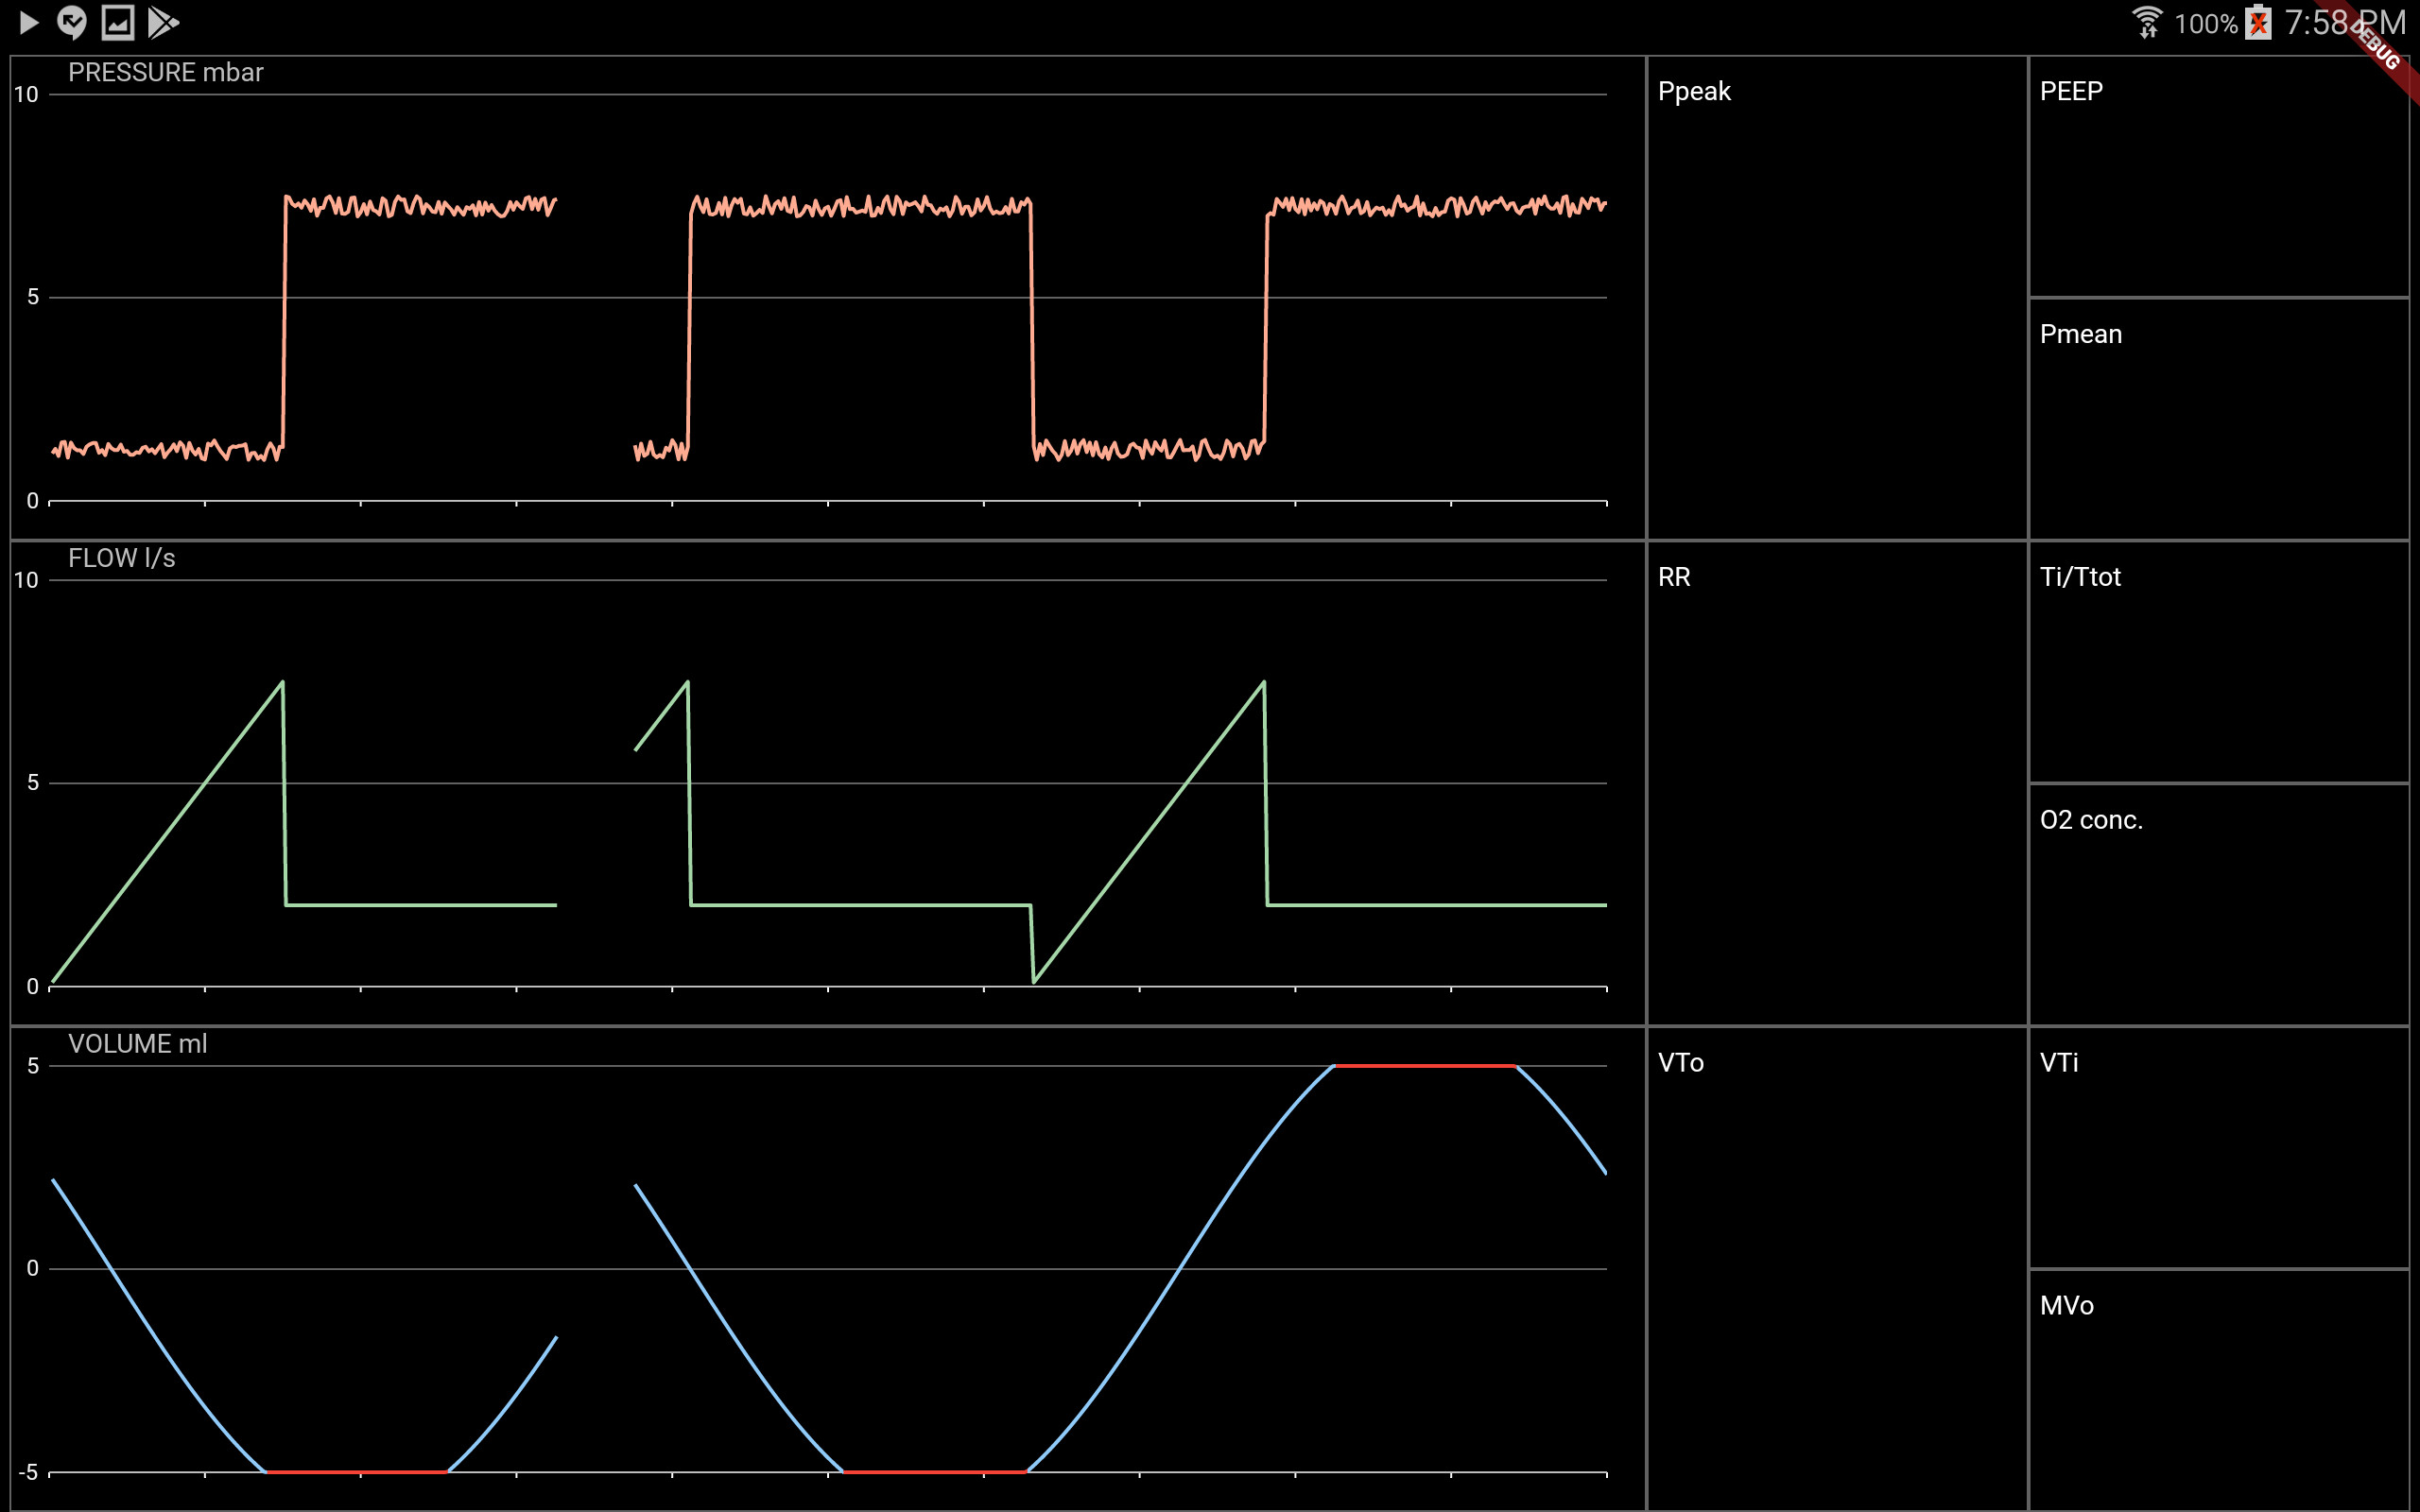 100% 7:58 PM
DEBUG
PRESSURE mbar
10
5
0
Ppeak
PEEP
Pmean
FLOW l/s
10
5
0
RR
Ti/Ttot
O2 conc.
VOLUME ml
5
0
-5
VTo
VTi
MVo